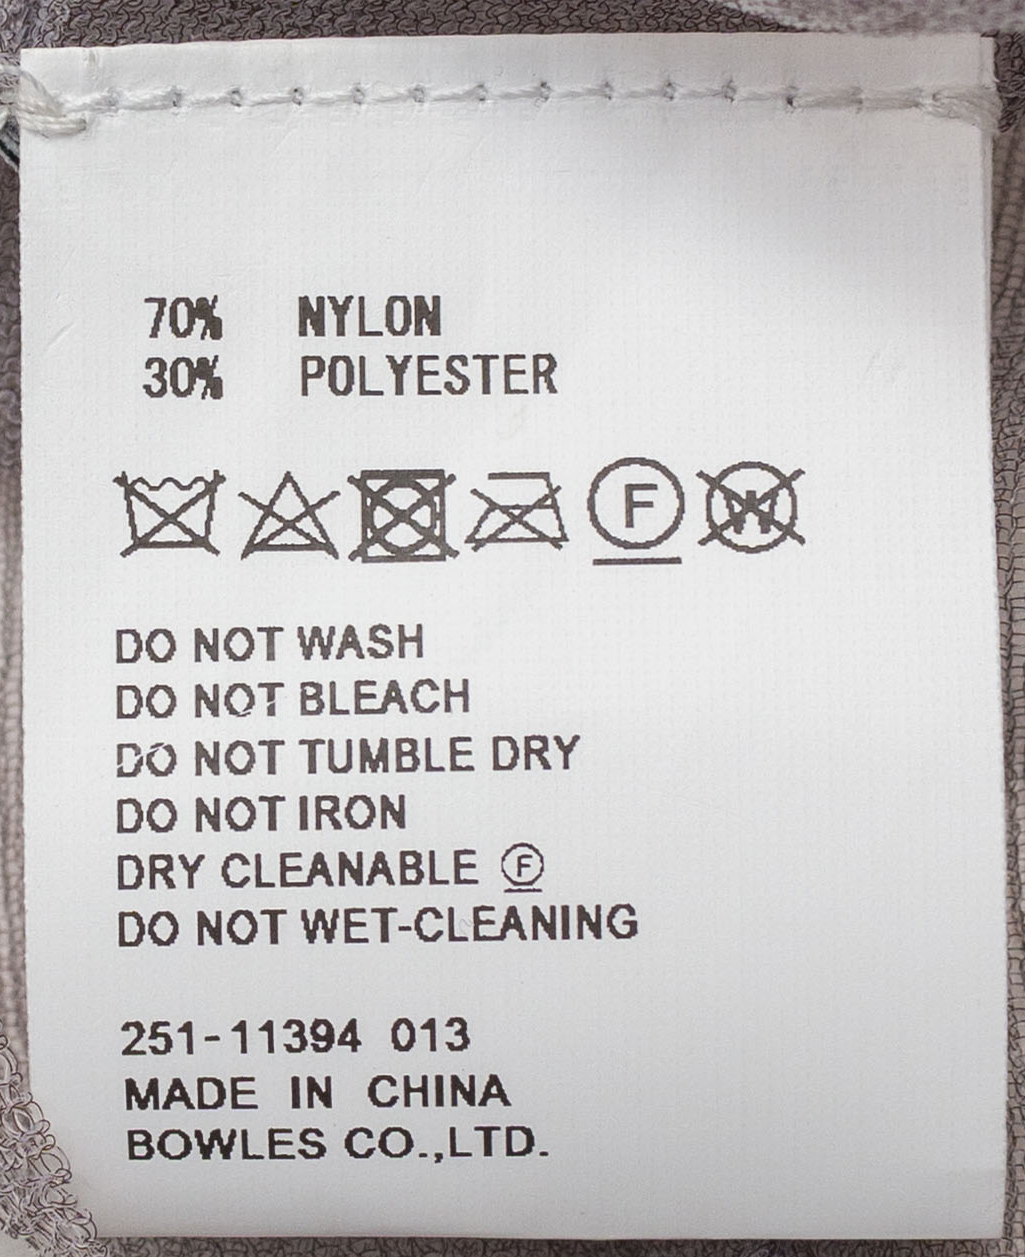 70% NYLON
30% POLYESTER
F W
DO NOT WASH
DO NOT BLEACH
DO NOT TUMBLE DRY
DO NOT IRON
DRY CLEANABLE F
DO NOT WET-CLEANING
251-11394 013
MADE IN CHINA
BOWLES CO.,LTD.